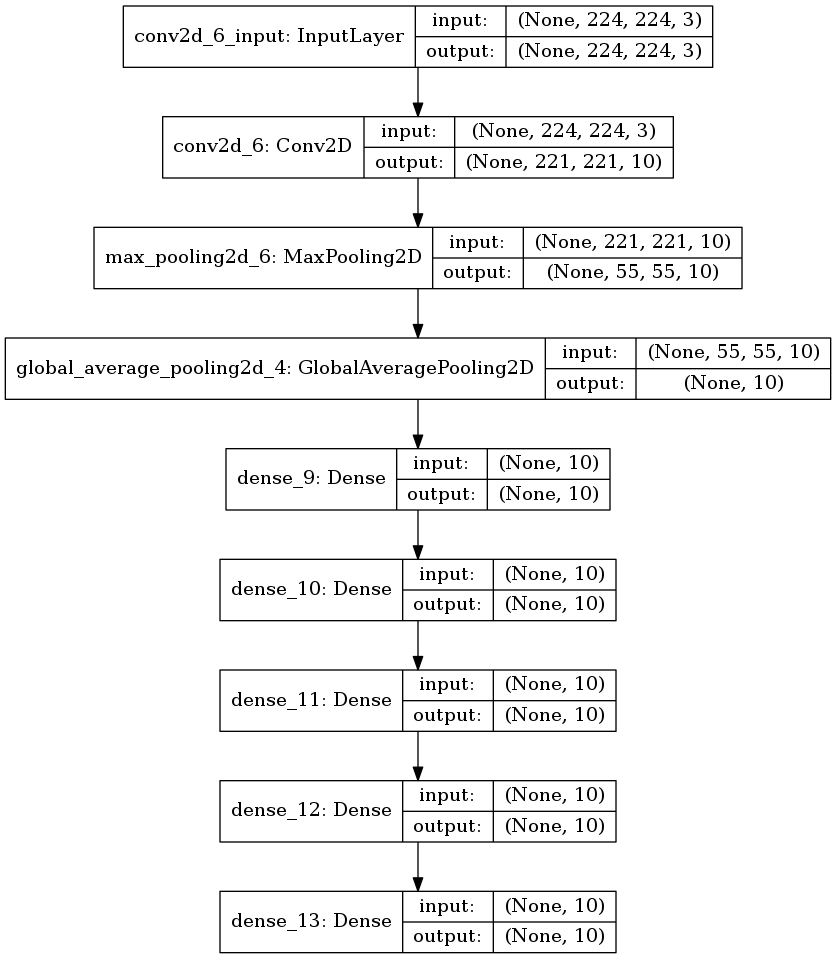 conv2d_6_input: InputLayer
input: (None, 224, 224, 3)
output: (None, 224, 224, 3)
conv2d_6: Conv2D
input: (None, 224, 224, 3)
output: (None, 221, 221, 10)
max_pooling2d_6: MaxPooling2D
input: (None, 221, 221, 10)
output: (None, 55, 55, 10)
global_average_pooling2d_4: GlobalAveragePooling2D
input: (None, 55, 55, 10)
output: (None, 10)
dense_9: Dense
input: (None, 10)
output: (None, 10)
dense_10: Dense
input: (None, 10)
output: (None, 10)
dense_11: Dense
input: (None, 10)
output: (None, 10)
dense_12: Dense
input: (None, 10)
output: (None, 10)
dense_13: Dense
input: (None, 10)
output: (None, 10)